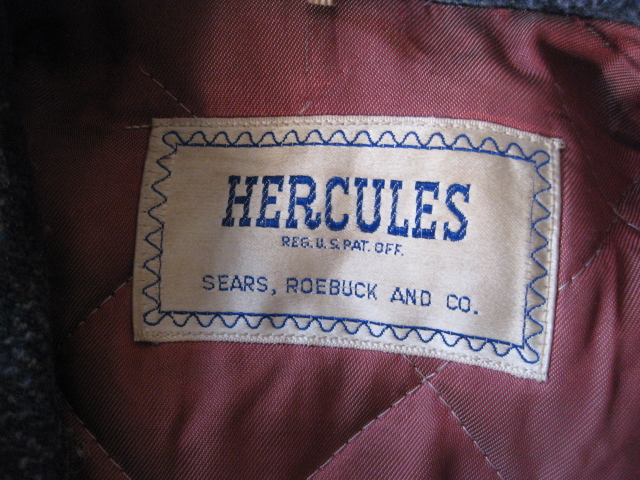 HERCULES
REG. U.S. PAT. OFF.
SEARS, ROEBUCK AND CO.